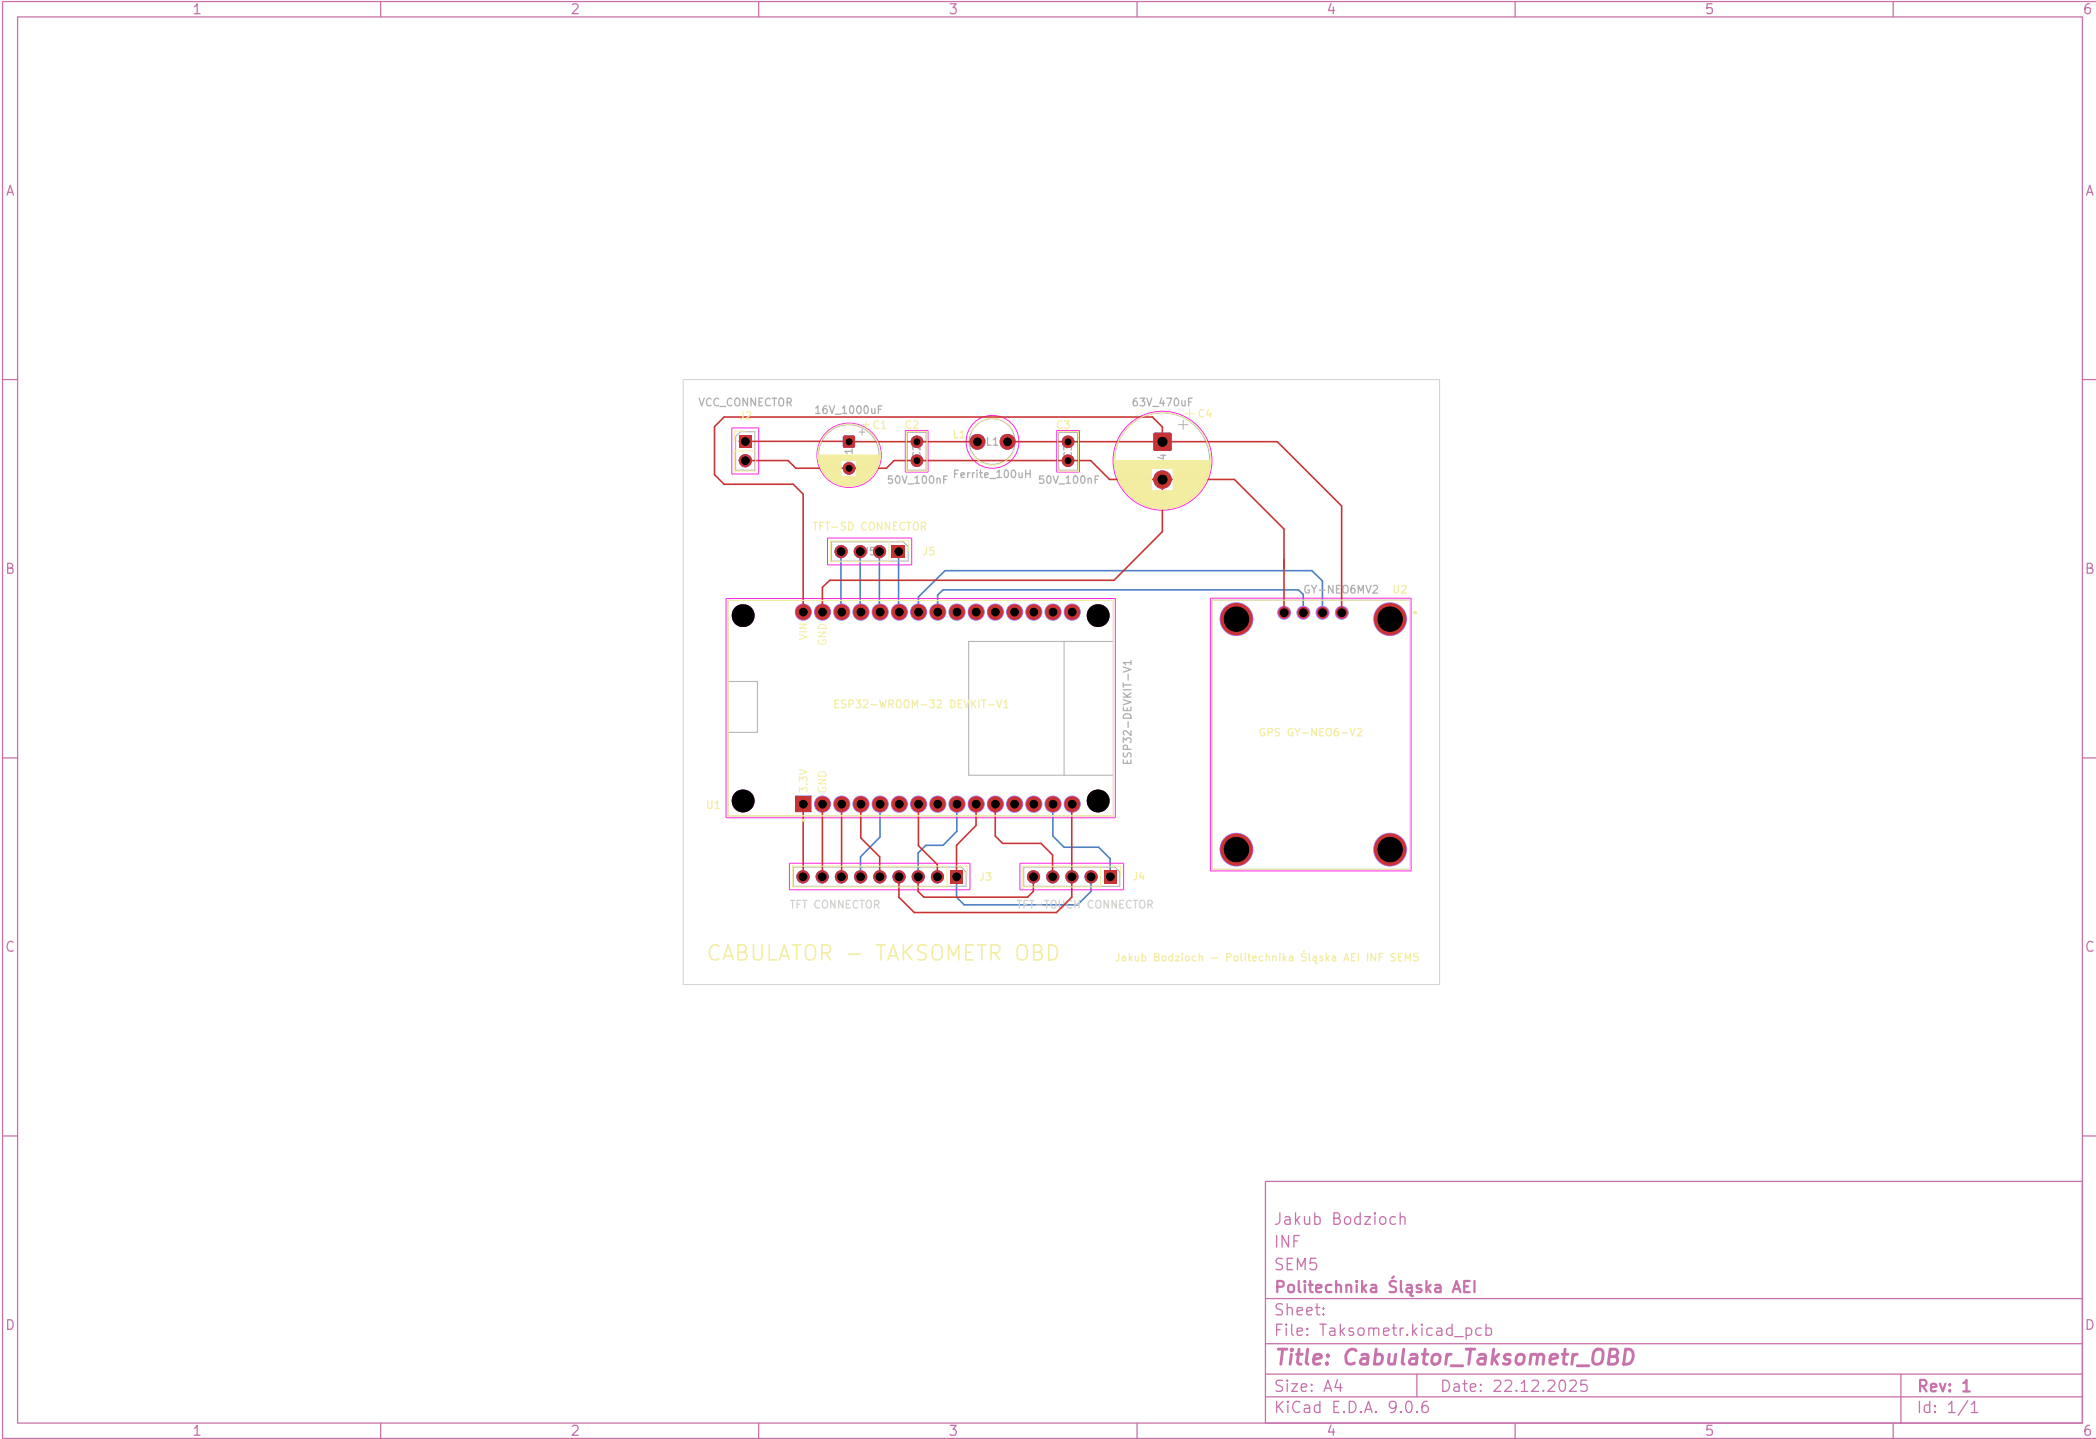 1 2 3 4 5 6
A A
VCC_CONNECTOR
J2
16V_1000uF
C1
C2
L1
L1
C3
63V_470uF
C4
50V_100nF
Ferrite_100uH
50V_100nF
TFT-SD CONNECTOR
J5
B B
GY-NEO6MV2
U2
VIN
GND
ESP32-WROOM-32 DEVKIT-V1
ESP32-DEVKIT-V1
GPS GY-NEO6-V2
3.3V
GND
U1
J3
J4
TFT CONNECTOR
TFT-TOUCH CONNECTOR
C C
CABULATOR - TAKSOMETR OBD
Jakub Bodzioch - Politechnika Śląska AEI INF SEM5
Jakub Bodzioch
INF
SEM5
Politechnika Śląska AEI
Sheet:
File: Taksometr.kicad_pcb
D D
Title: Cabulator_Taksometr_OBD
Size: A4 Date: 22.12.2025 Rev: 1
KiCad E.D.A. 9.0.6 Id: 1/1
1 2 3 4 5 6